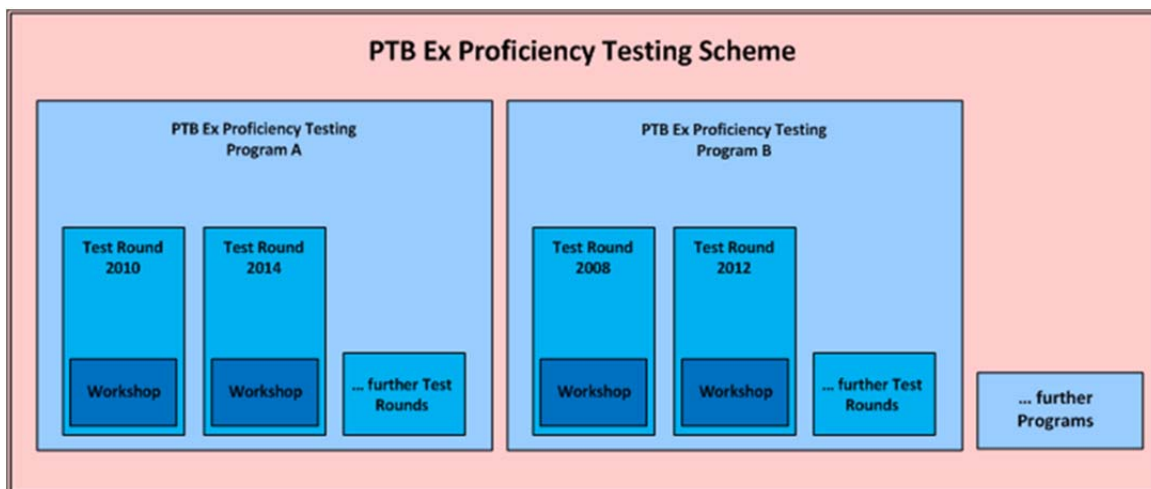 PTB Ex Proficiency Testing Scheme
PTB Ex Proficiency Testing
Program A
Test Round
2010
Workshop
Test Round
2014
Workshop
... further Test
Rounds
PTB Ex Proficiency Testing
Program B
Test Round
2008
Workshop
Test Round
2012
Workshop
... further Test
Rounds
... further
Programs